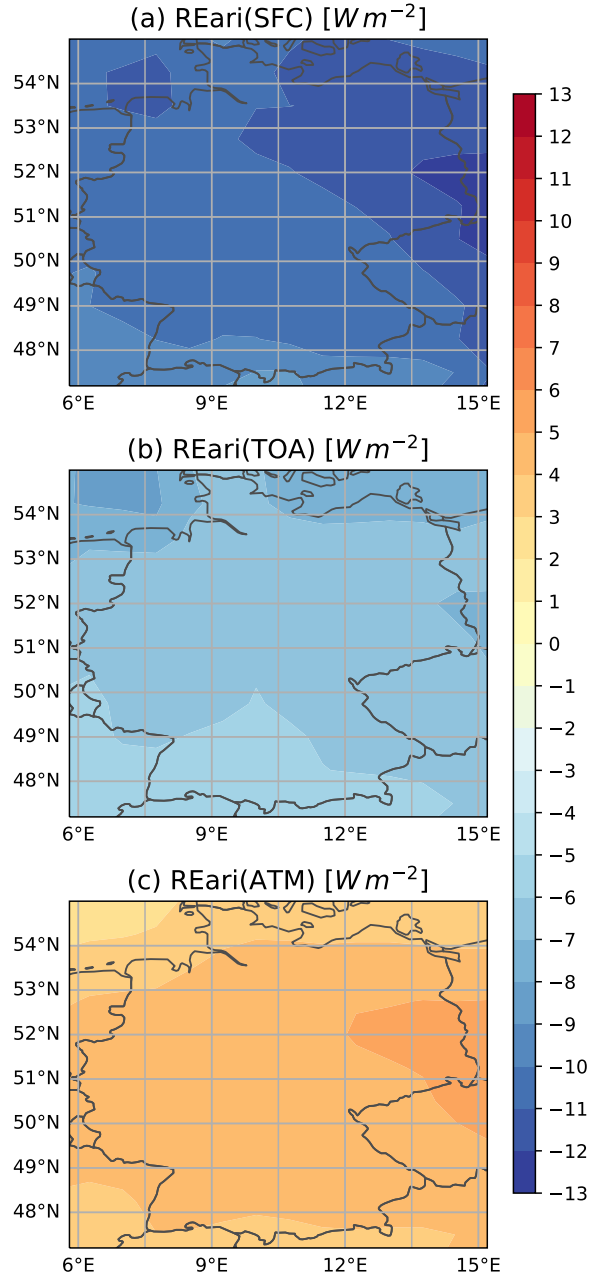 (a) REari(SFC) [W m⁻²]
54°N
53°N
52°N
51°N
50°N
49°N
48°N
6°E 9°E 12°E 15°E
(b) REari(TOA) [W m⁻²]
54°N
53°N
52°N
51°N
50°N
49°N
48°N
6°E 9°E 12°E 15°E
(c) REari(ATM) [W m⁻²]
54°N
53°N
52°N
51°N
50°N
49°N
48°N
6°E 9°E 12°E 15°E
13
12
11
10
9
8
7
6
5
4
3
2
1
0
−1
−2
−3
−4
−5
−6
−7
−8
−9
−10
−11
−12
−13